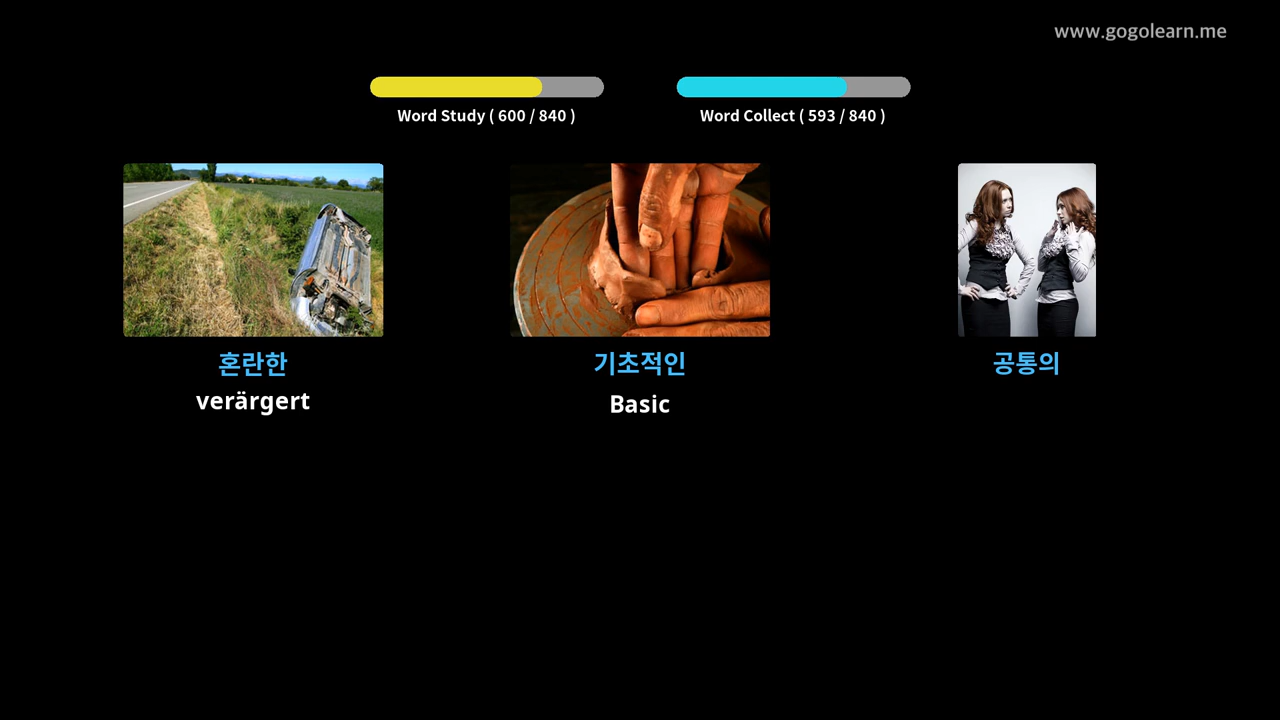 www.gogolearn.me
Word Study ( 600 / 840 )
Word Collect ( 593 / 840 )
혼란한
verärgert
기초적인
Basic
공통의